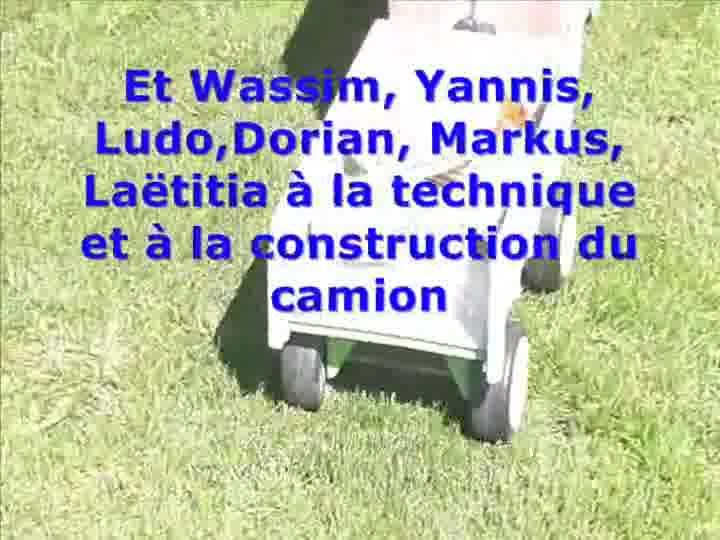 Et Wassim, Yannis,
Ludo,Dorian, Markus,
Laëtitia à la technique
et à la construction du
camion